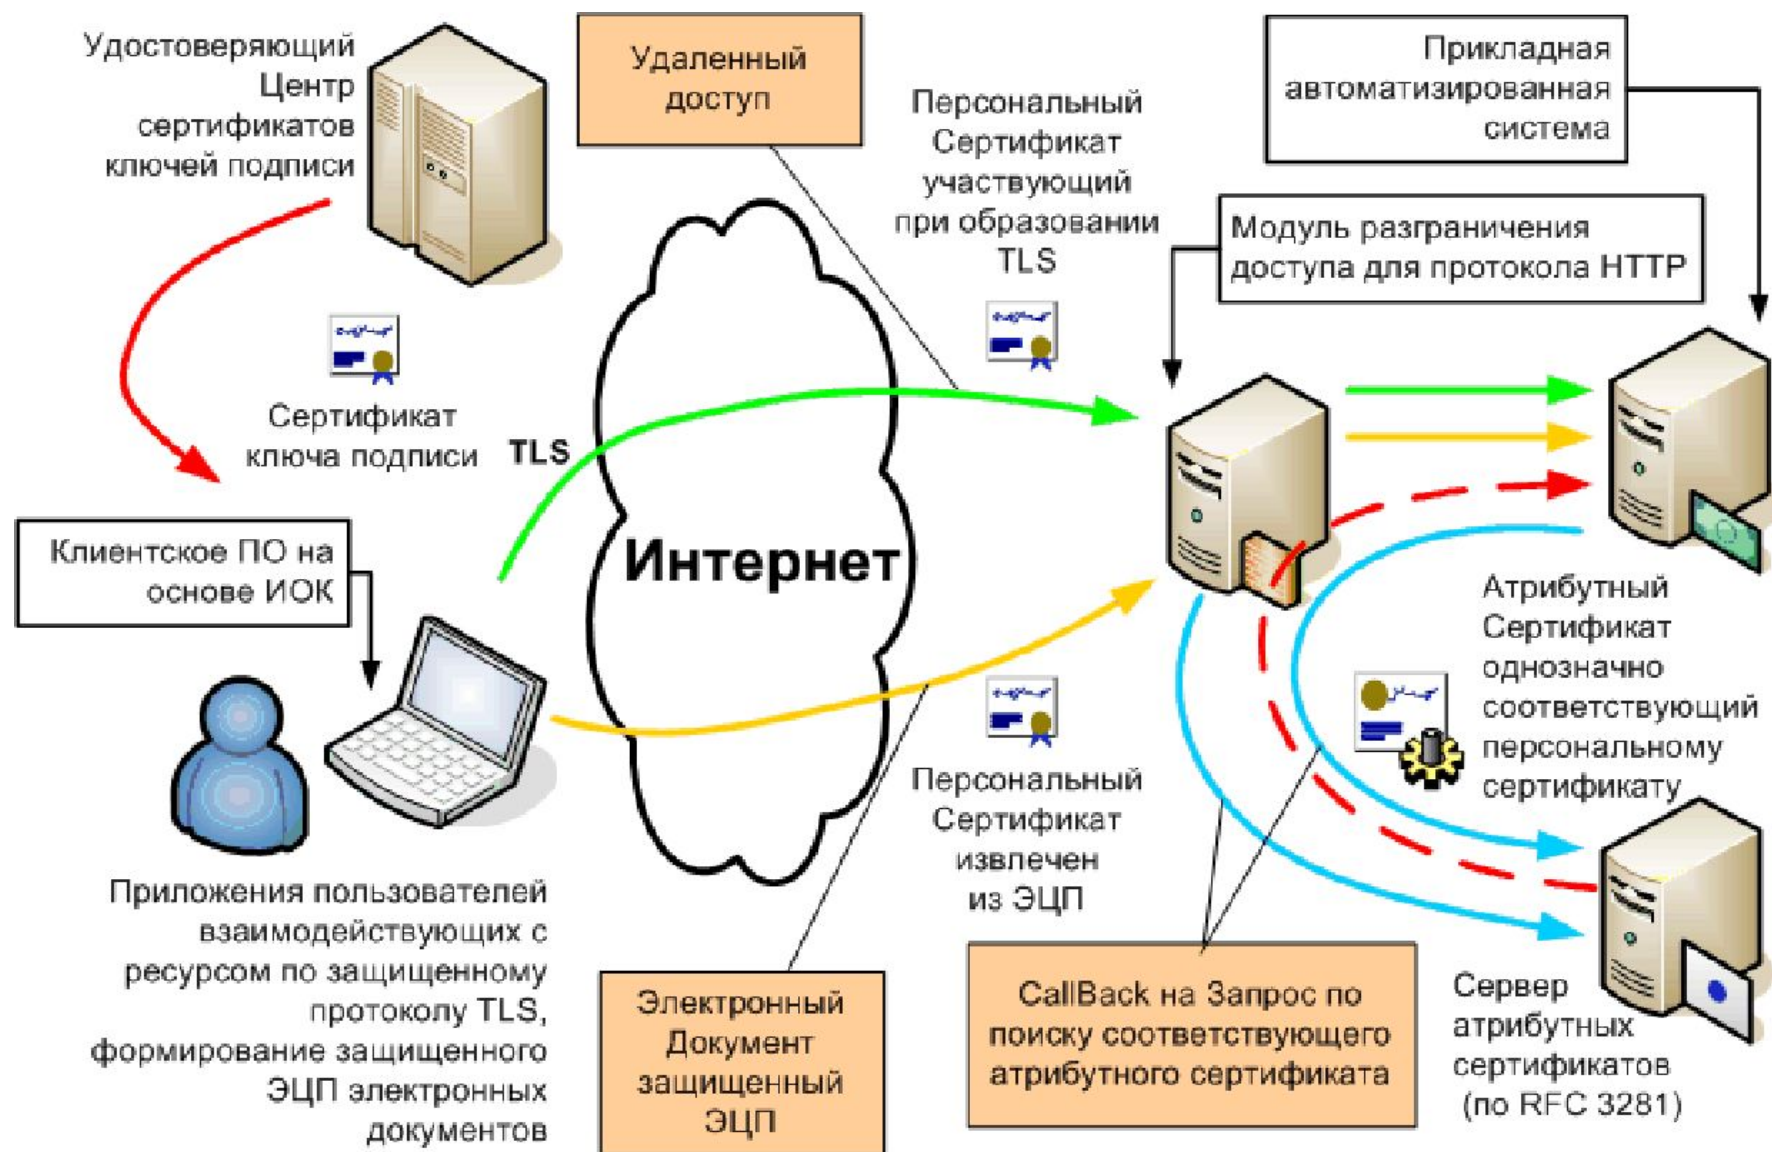 Удостоверяющий
Центр
сертификатов
ключей подписи
Удаленный
доступ
Персональный
Сертификат
участвующий
при образовании
TLS
Прикладная
автоматизированная
система
Модуль разграничения
доступа для протокола HTTP
Сертификат
ключа подписи
TLS
Интернет
Клиентское ПО на
основе ИОК
Атрибутный
Сертификат
однозначно
соответствующий
персональному
сертификату
Персональный
Сертификат
извлечен
из ЭЦП
Приложения пользователей
взаимодействующих с
ресурсом по защищенному
протоколу TLS,
формирование защищенного
ЭЦП электронных
документов
Электронный
Документ
защищенный
ЭЦП
CallBack на Запрос по
поиску соответствующего
атрибутного сертификата
Сервер
атрибутных
сертификатов
(по RFC 3281)